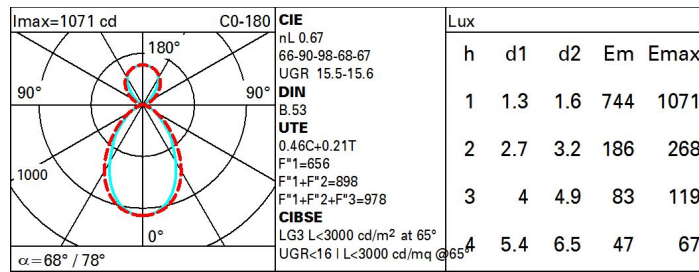 Imax=1071 cd C0-180
180°
90° 90°
1000
0°
α=68° / 78°
CIE
nL 0.67
66-90-98-68-67
UGR 15.5-15.6
DIN
B.53
UTE
0.46C+0.21T
F"1=656
F"1+F"2=898
F"1+F"2+F"3=978
CIBSE
LG3 L<3000 cd/m² at 65°
UGR<16 | L<3000 cd/mq @65°
Lux
h d1 d2 Em Emax
1 1.3 1.6 744 1071
2 2.7 3.2 186 268
3 4 4.9 83 119
4 5.4 6.5 47 67